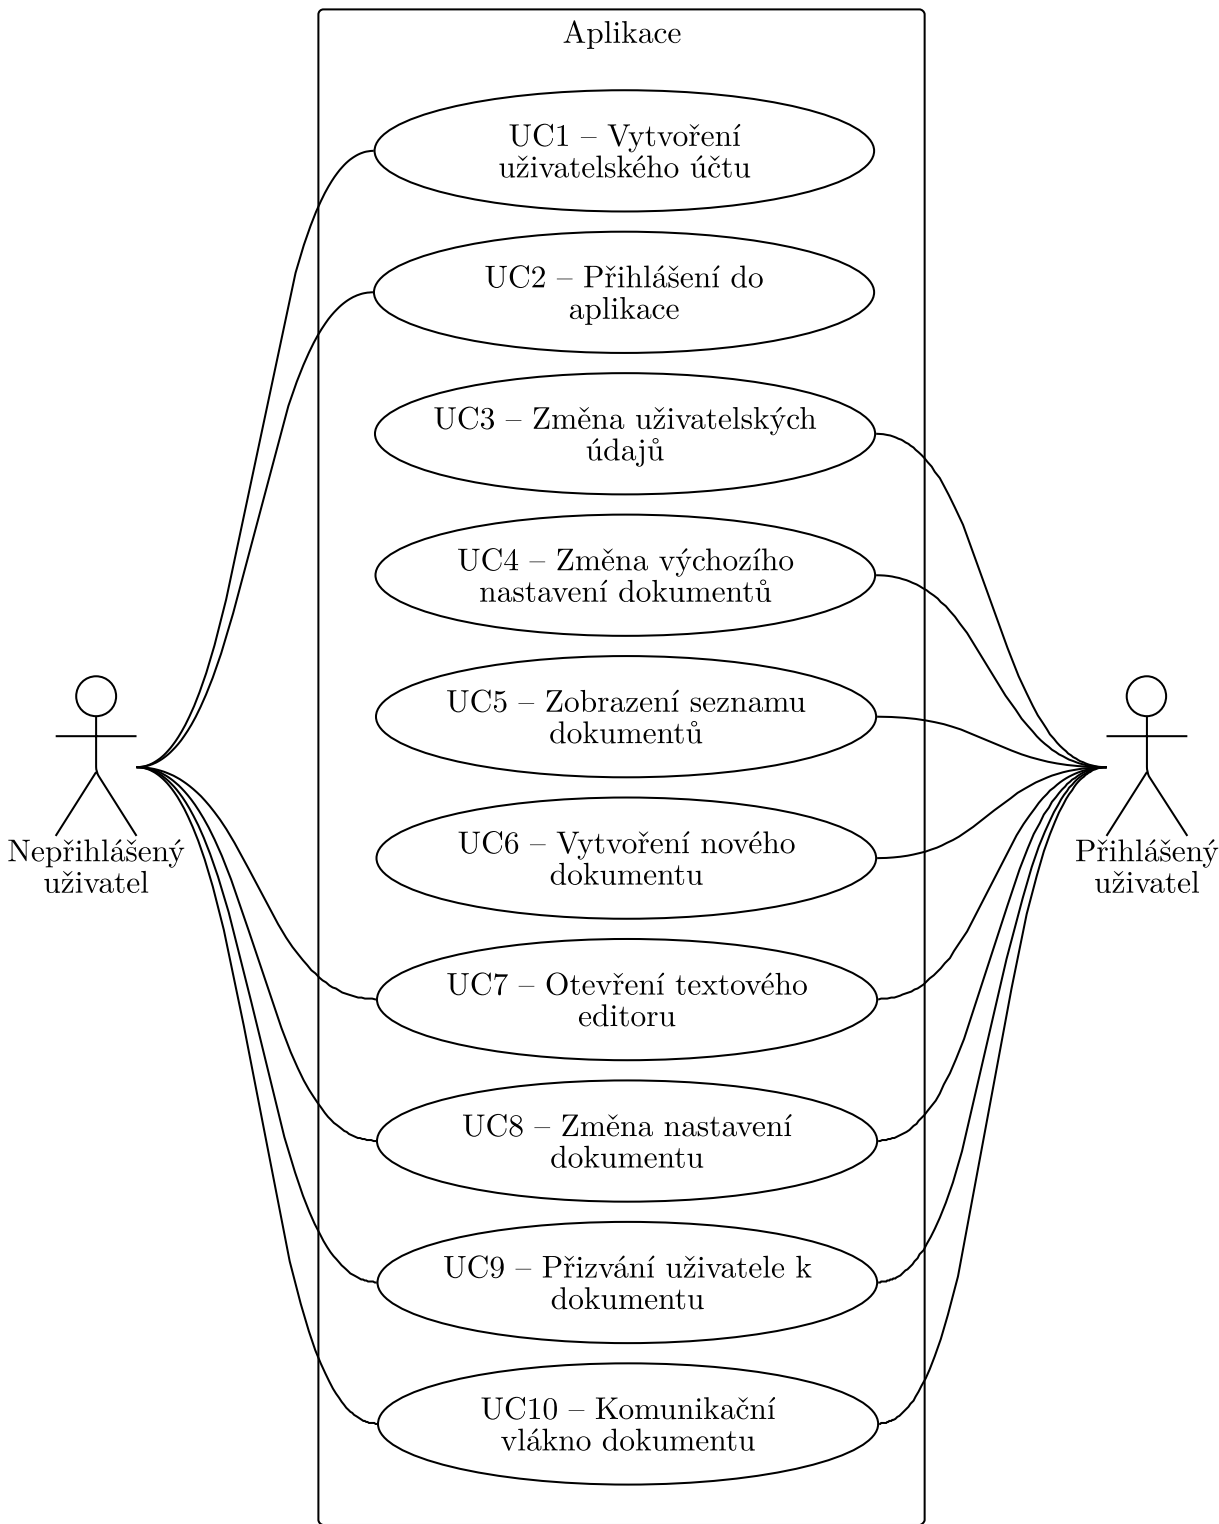 Aplikace
UC1 – Vytvoření
uživatelského účtu
UC2 – Přihlášení do
aplikace
UC3 – Změna uživatelských
údajů
UC4 – Změna výchozího
nastavení dokumentů
UC5 – Zobrazení seznamu
dokumentů
UC6 – Vytvoření nového
dokumentu
Nepřihlášený
uživatel
Přihlášený
uživatel
UC7 – Otevření textového
editoru
UC8 – Změna nastavení
dokumentu
UC9 – Přizvání uživatele k
dokumentu
UC10 – Komunikační
vlákno dokumentu